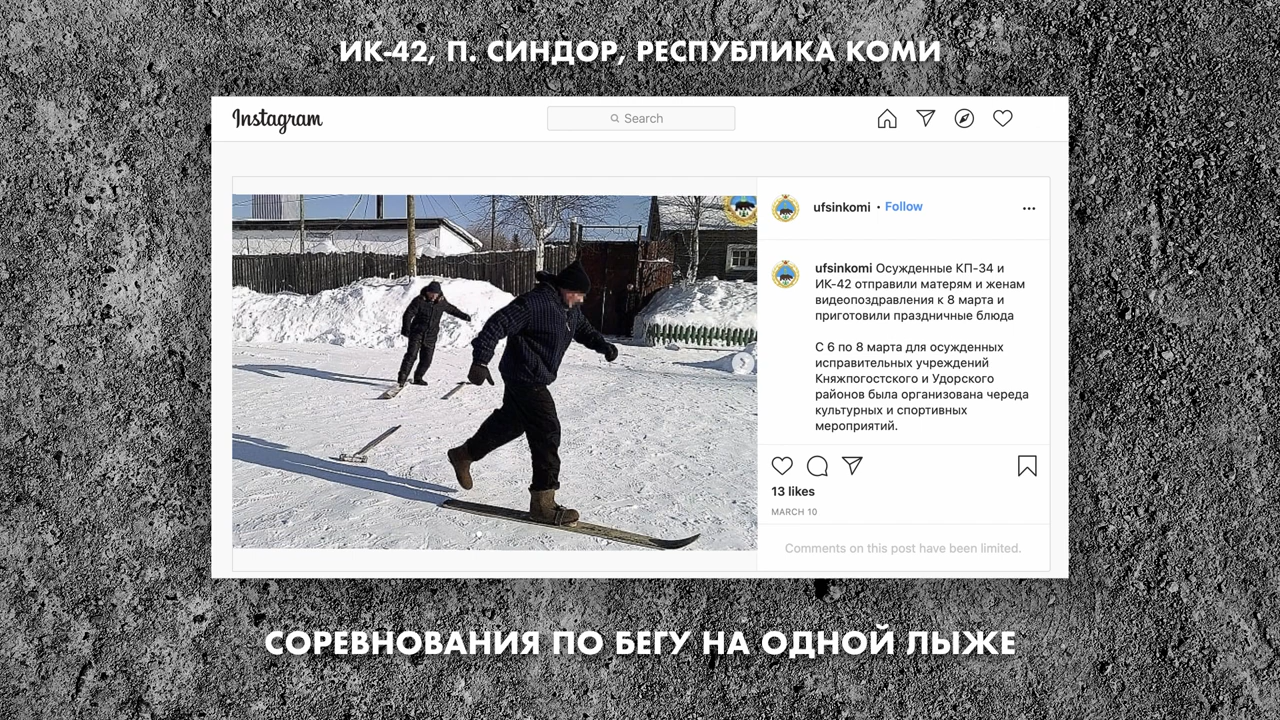 ИК-42, П. СИНДОР, РЕСПУБЛИКА КОМИ
Instagram
Search
ufsinkomi • Follow
ufsinkomi Осужденные КП-34 и
ИК-42 отправили матерям и женам
видеопоздравления к 8 марта и
приготовили праздничные блюда
С 6 по 8 марта для осужденных
исправительных учреждений
Княжпогостского и Удорского
районов была организована череда
культурных и спортивных
мероприятий.
13 likes
MARCH 10
Comments on this post have been limited.
СОРЕВНОВАНИЯ ПО БЕГУ НА ОДНОЙ ЛЫЖЕ